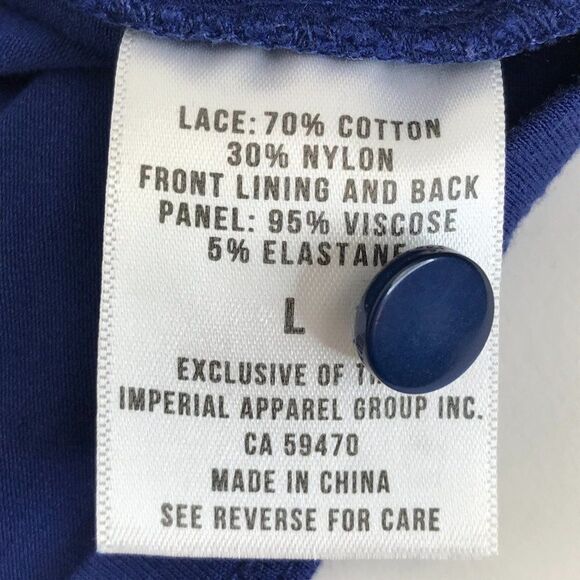 LACE: 70% COTTON
30% NYLON
FRONT LINING AND BACK
PANEL: 95% VISCOSE
5% ELASTANE
L
EXCLUSIVE OF
IMPERIAL APPAREL GROUP INC.
CA 59470
MADE IN CHINA
SEE REVERSE FOR CARE